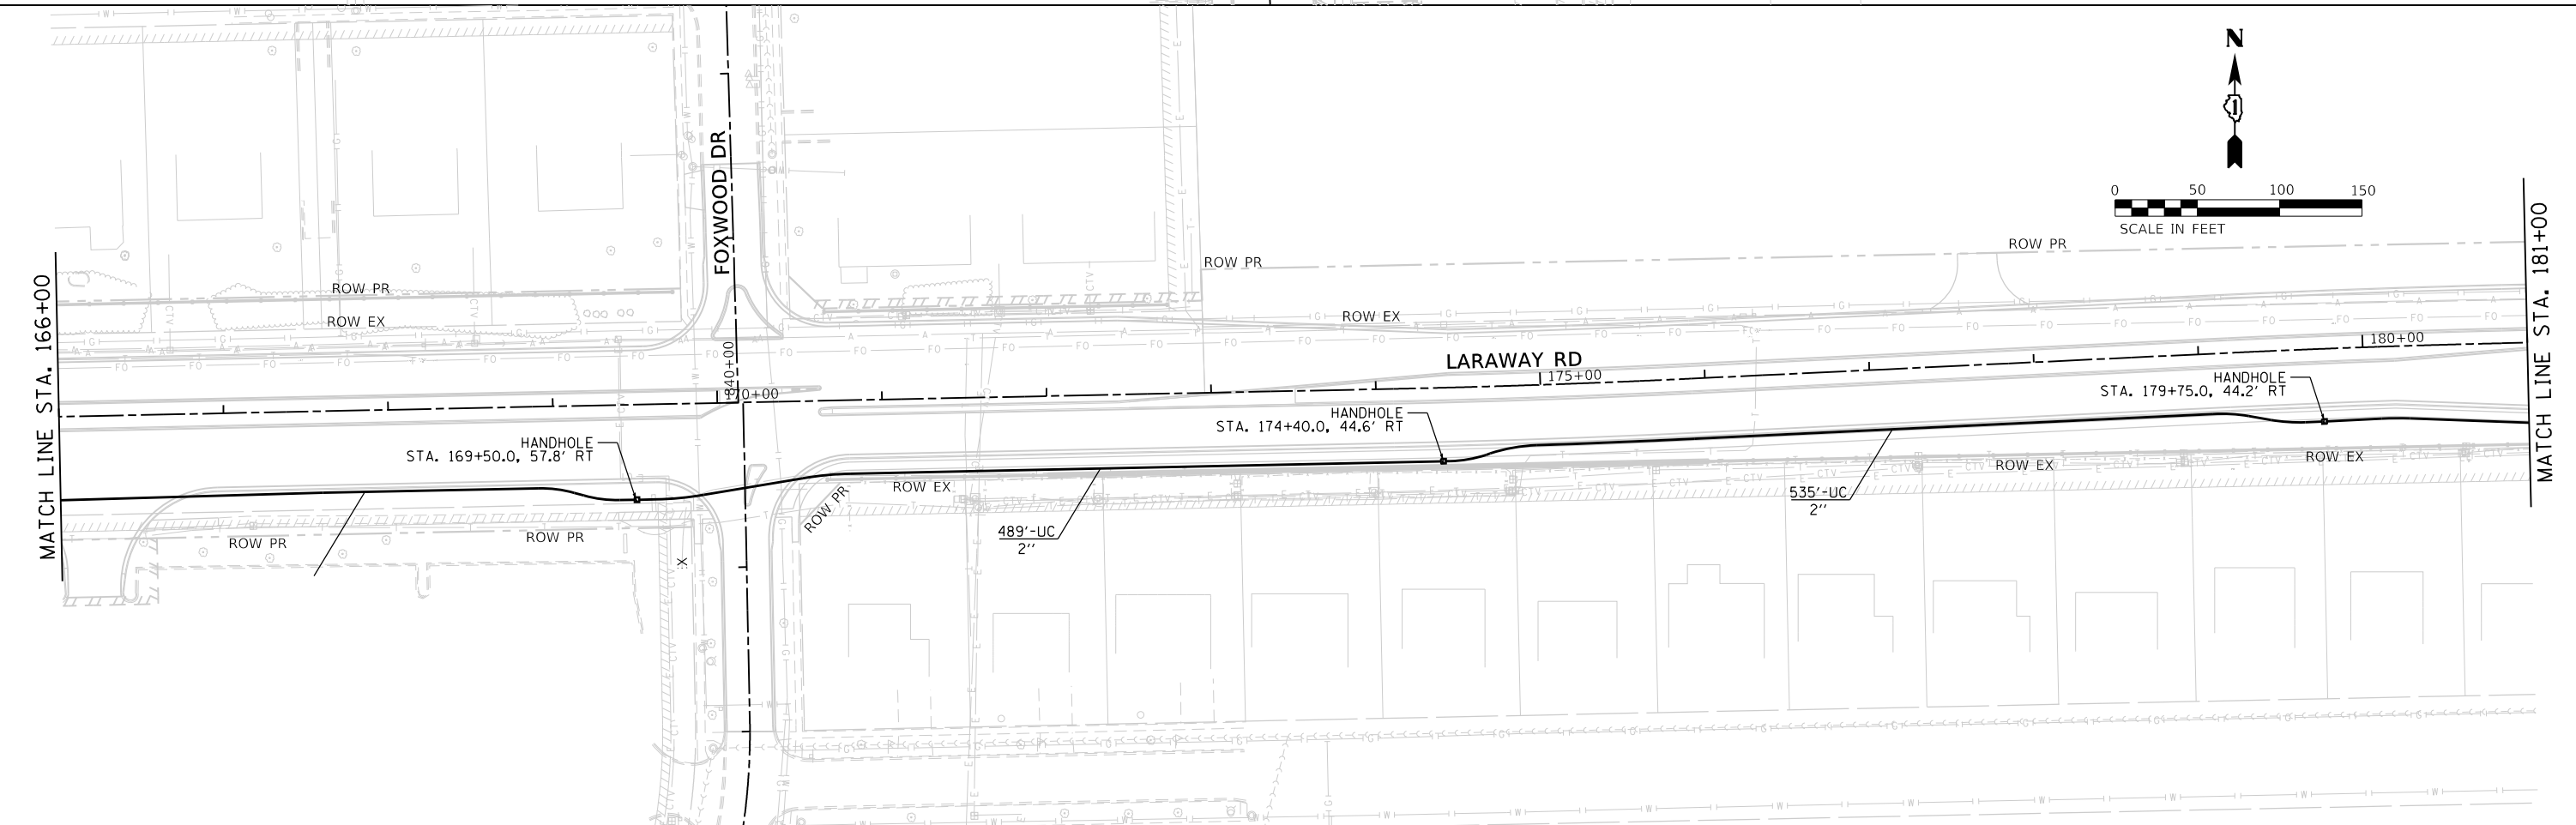 N
1
0 50 100 150
SCALE IN FEET
MATCH LINE STA. 166+00
MATCH LINE STA. 181+00
FOXWOOD DR
LARAWAY RD
ROW PR
ROW EX
ROW PR
ROW EX
ROW PR
340+00
170+00
175+00
180+00
HANDHOLE
STA. 169+50.0, 57.8' RT
HANDHOLE
STA. 174+40.0, 44.6' RT
HANDHOLE
STA. 179+75.0, 44.2' RT
ROW PR
ROW PR
ROW PR
ROW EX
ROW EX
ROW EX
489'-UC
2''
535'-UC
2''